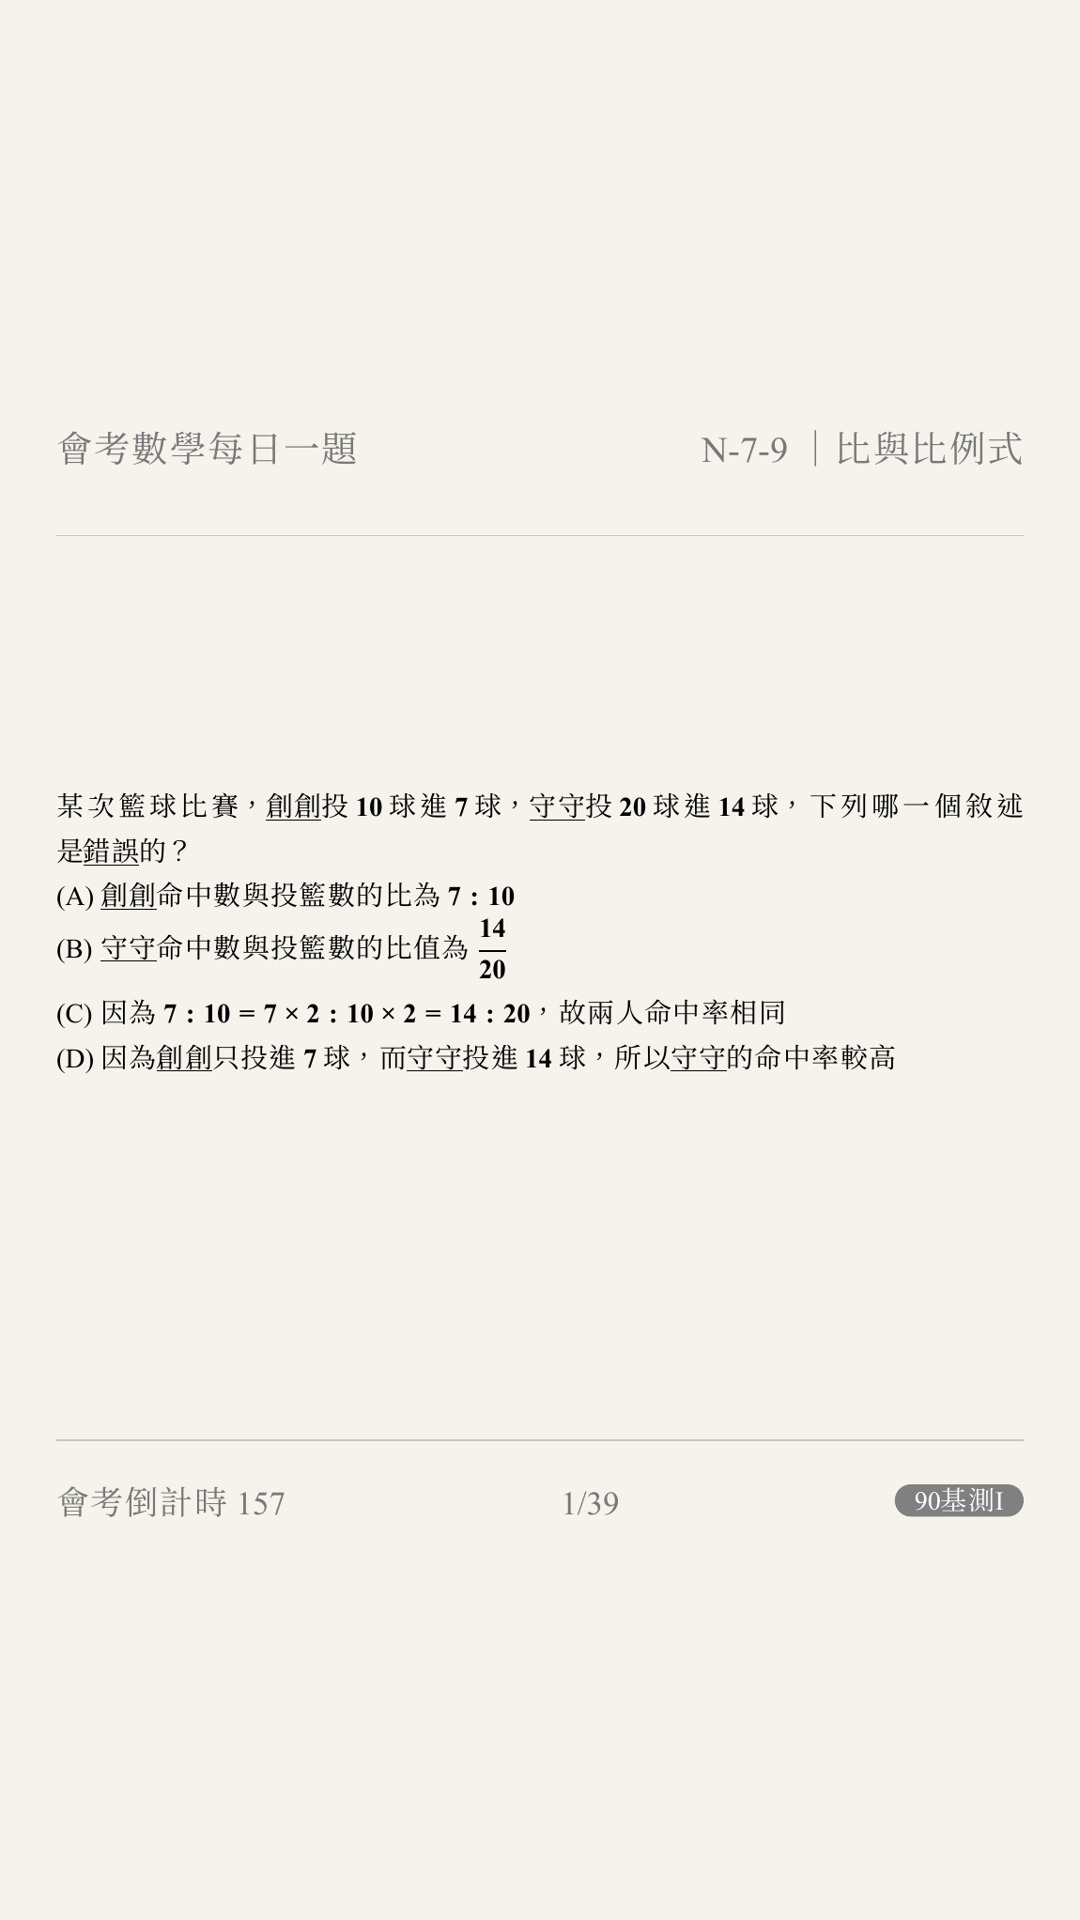 會考數學每日一題
N-7-9｜比與比例式
某次籃球比賽，創創投 10 球進 7 球，守守投 20 球進 14 球，下列哪一個敘述
是錯誤的？
(A) 創創命中數與投籃數的比為 7 : 10
(B) 守守命中數與投籃數的比值為 14/20
(C) 因為 7 : 10 = 7 × 2 : 10 × 2 = 14 : 20，故兩人命中率相同
(D) 因為創創只投進 7 球，而守守投進 14 球，所以守守的命中率較高
會考倒計時 157
1/39
90基測I